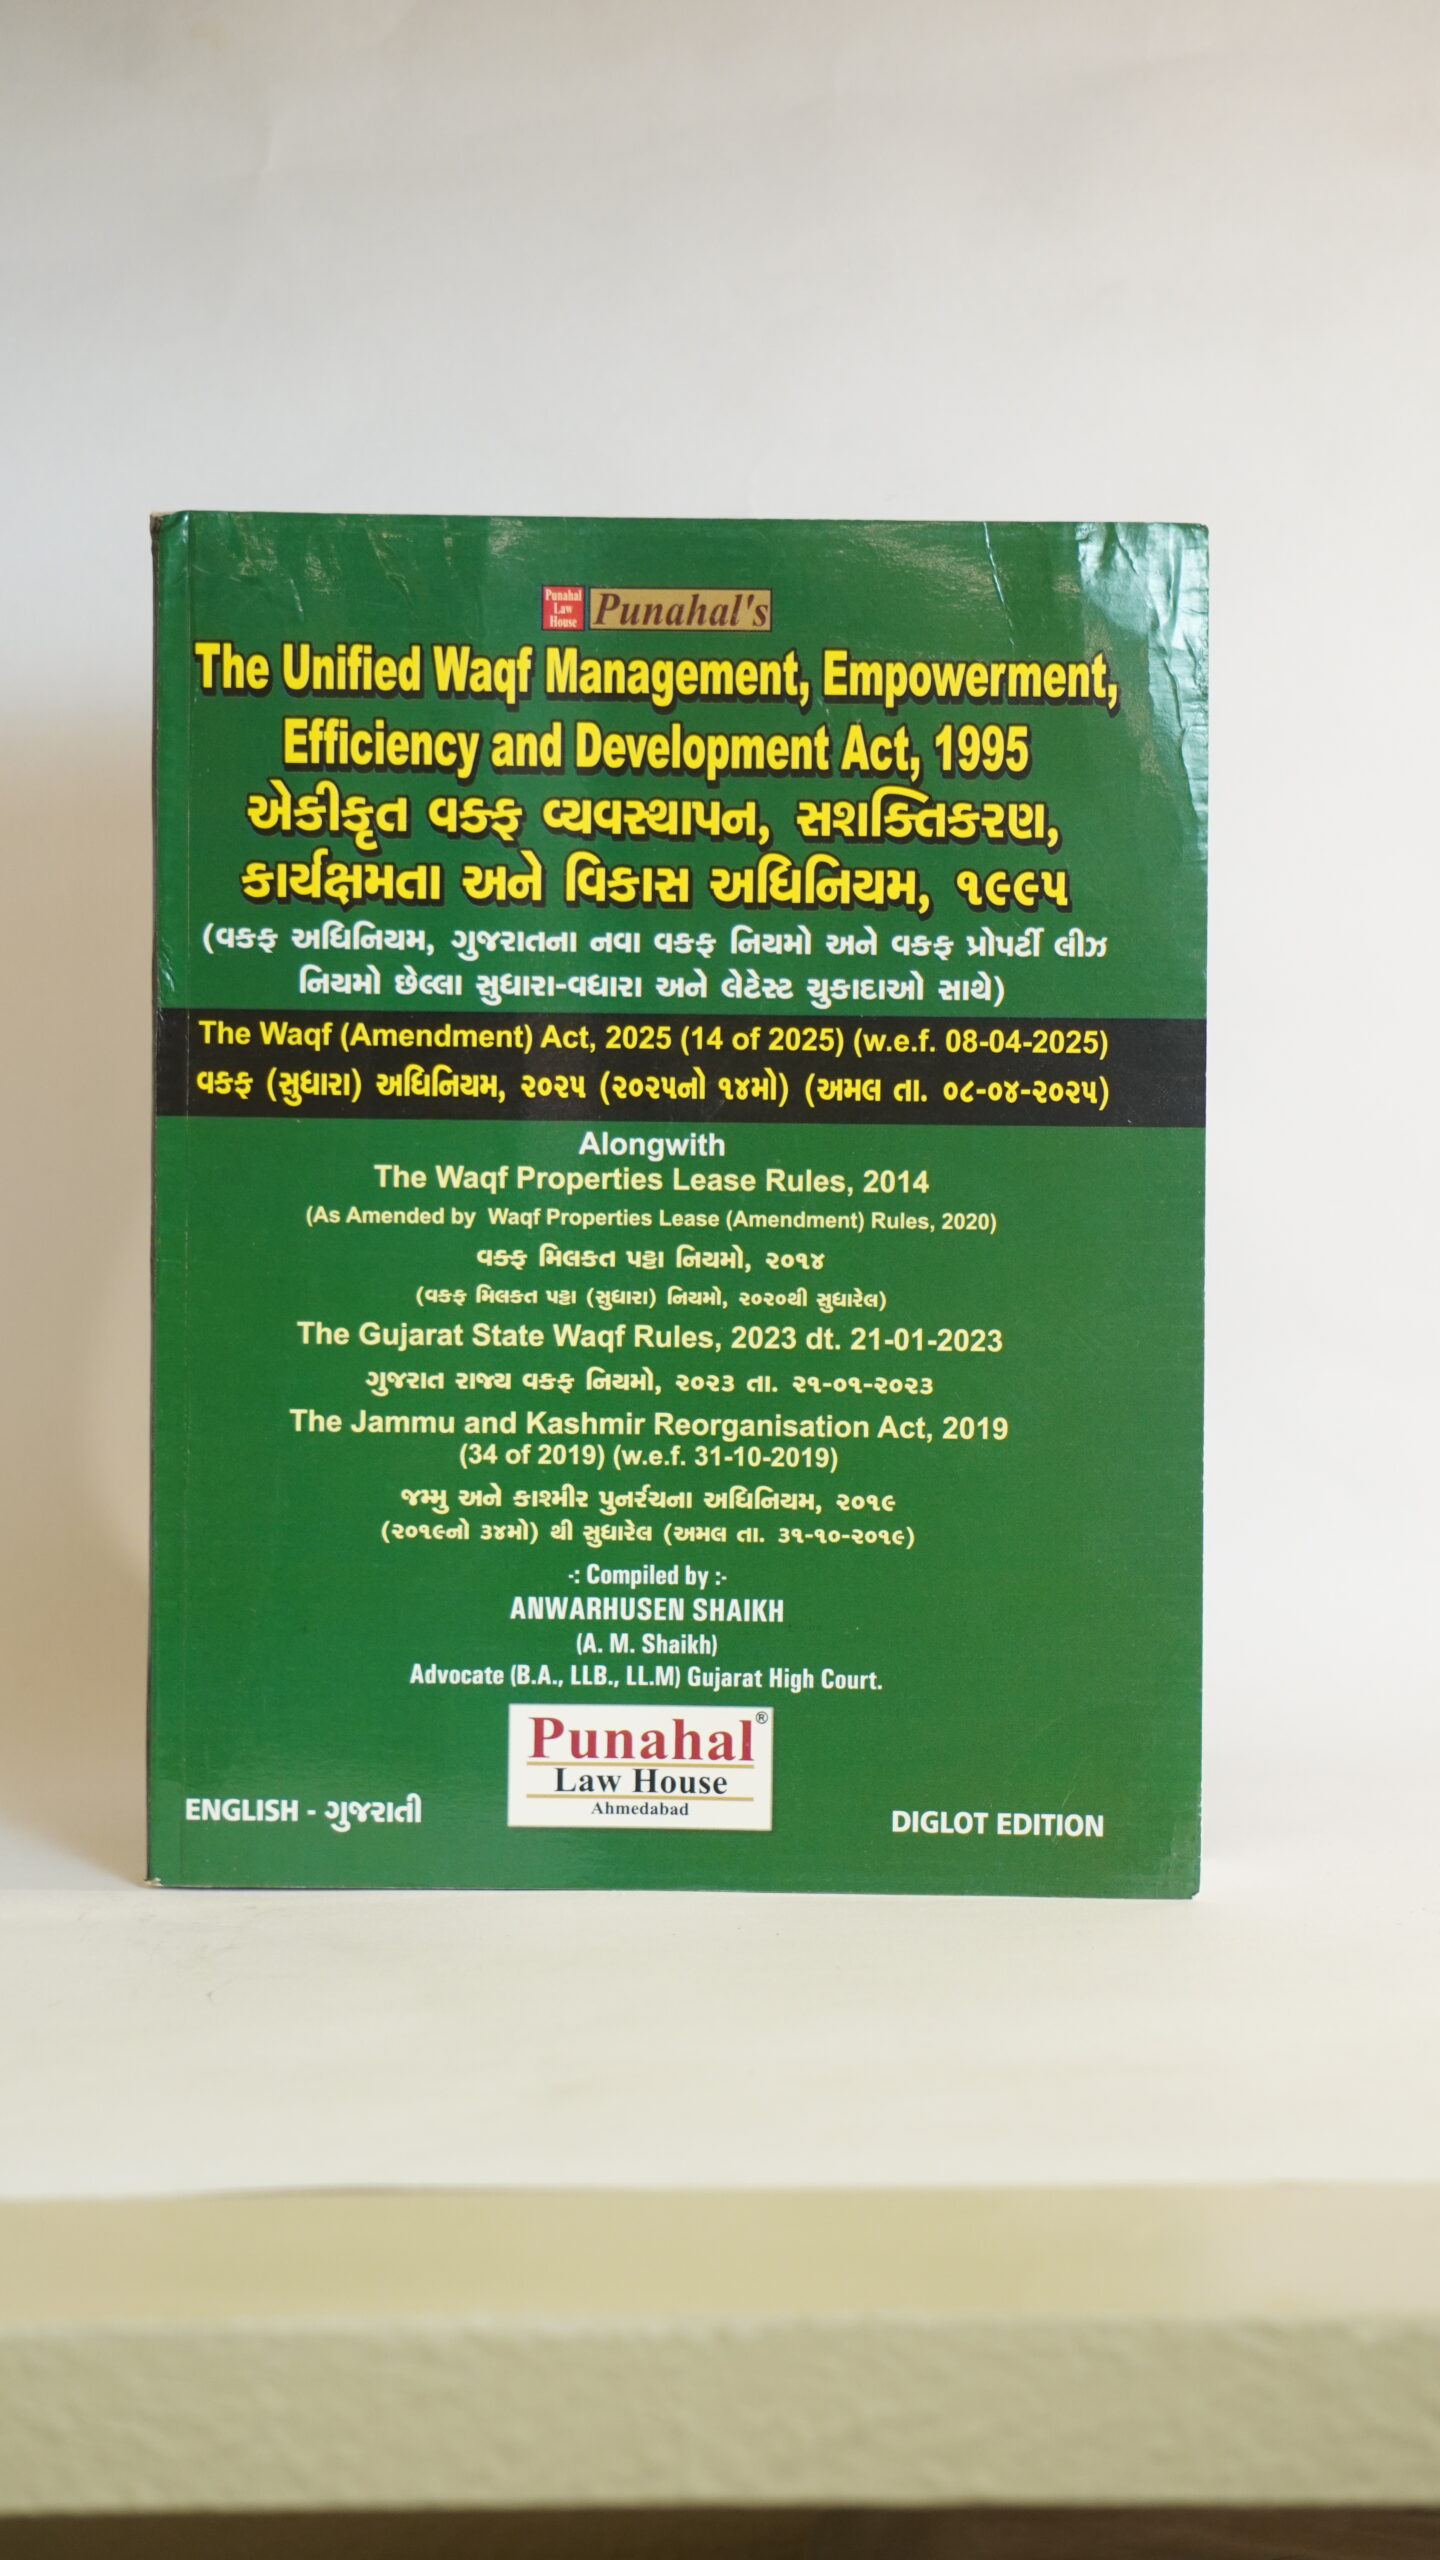 Punahal
Law
House
Punahal's
The Unified Waqf Management, Empowerment,
Efficiency and Development Act, 1995
એકીકૃત વક્ફ વ્યવસ્થાપન, સશક્તિકરણ,
કાર્યક્ષમતા અને વિકાસ અધિનિયમ, ૧૯૯૫
(વકફ અધિનિયમ, ગુજરાતના નવા વકફ નિયમો અને વકફ પ્રોપર્ટી લીઝ
નિયમો છેલ્લા સુધારા-વધારા અને લેટેસ્ટ ચુકાદાઓ સાથે)
The Waqf (Amendment) Act, 2025 (14 of 2025) (w.e.f. 08-04-2025)
વકફ (સુધારા) અધિનિયમ, ૨૦૨૫ (૨૦૨૫નો ૧૪મો) (અમલ તા. ૦૮-૦૪-૨૦૨૫)
Alongwith
The Waqf Properties Lease Rules, 2014
(As Amended by Waqf Properties Lease (Amendment) Rules, 2020)
વક્ફ મિલકત પટ્ટા નિયમો, ૨૦૧૪
(વકફ મિલકત પટ્ટા (સુધારા) નિયમો, ૨૦૨૦થી સુધારેલ)
The Gujarat State Waqf Rules, 2023 dt. 21-01-2023
ગુજરાત રાજ્ય વકફ નિયમો, ૨૦૨૩ તા. ૨૧-૦૧-૨૦૨૩
The Jammu and Kashmir Reorganisation Act, 2019
(34 of 2019) (w.e.f. 31-10-2019)
જમ્મુ અને કાશ્મીર પુનર્રચના અધિનિયમ, ૨૦૧૯
(૨૦૧૯નો ૩૪મો) થી સુધારેલ (અમલ તા. ૩૧-૧૦-૨૦૧૯)
-: Compiled by :-
ANWARHUSEN SHAIKH
(A. M. Shaikh)
Advocate (B.A., LLB., LL.M) Gujarat High Court.
Punahal®
Law House
Ahmedabad
ENGLISH - ગુજરાતી
DIGLOT EDITION